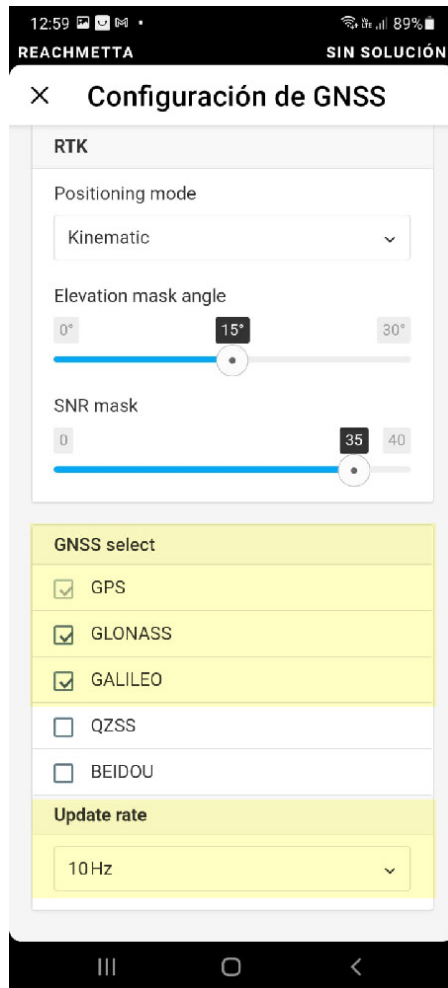 12:59 89%
REACHMETTA SIN SOLUCIÓN
Configuración de GNSS
RTK
Positioning mode
Kinematic
Elevation mask angle
0° 15° 30°
SNR mask
0 35 40
GNSS select
GPS
GLONASS
GALILEO
QZSS
BEIDOU
Update rate
10 Hz